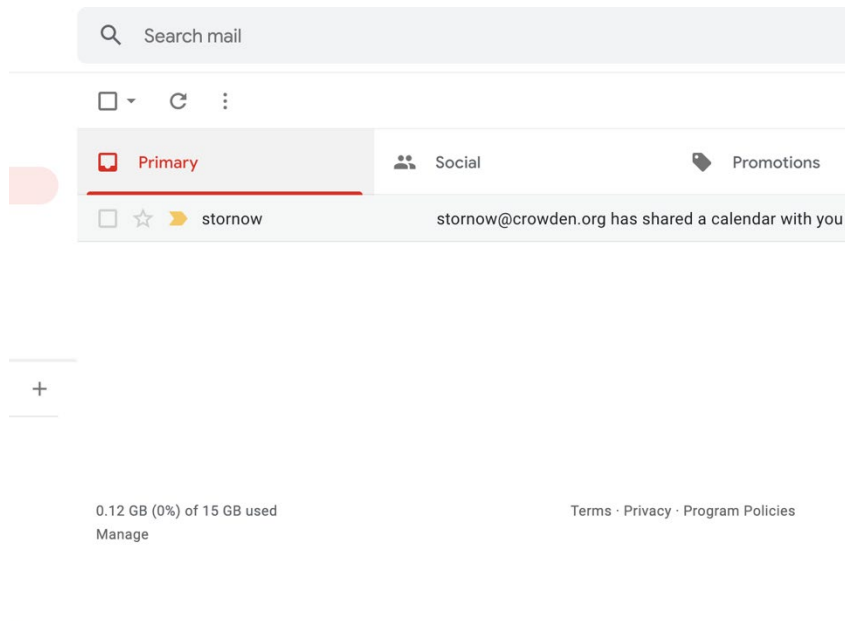 Search mail
Primary Social Promotions
stornow stornow@crowden.org has shared a calendar with you
+
0.12 GB (0%) of 15 GB used Terms · Privacy · Program Policies
Manage